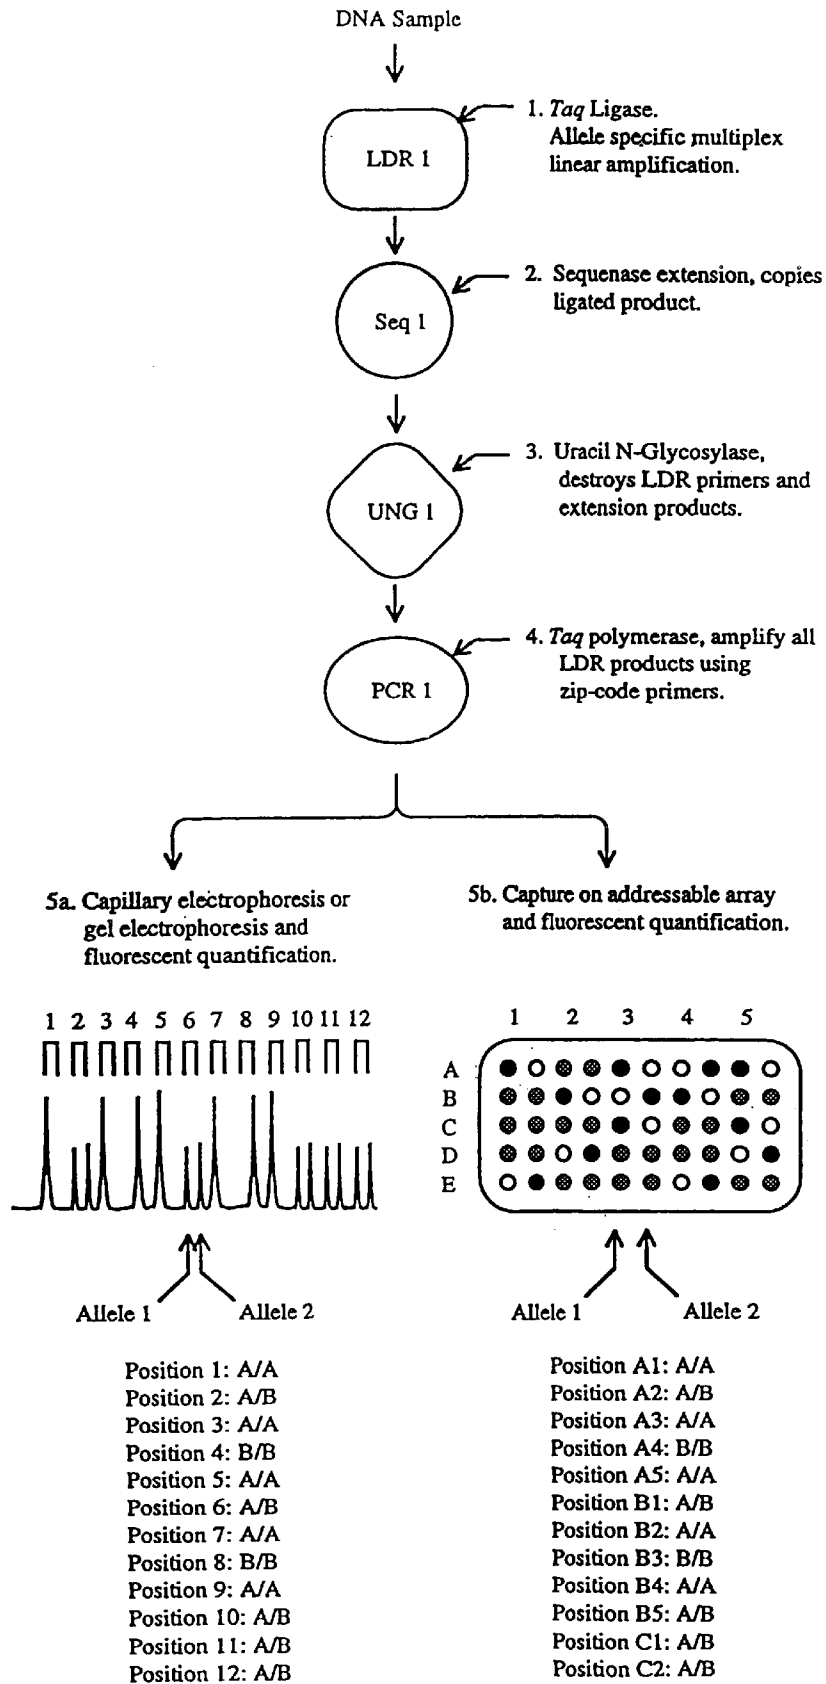 DNA Sample
LDR 1
1. Taq Ligase.
Allele specific multiplex
linear amplification.
Seq 1
2. Sequenase extension, copies
ligated product.
UNG 1
3. Uracil N-Glycosylase,
destroys LDR primers and
extension products.
PCR 1
4. Taq polymerase, amplify all
LDR products using
zip-code primers.
5a. Capillary electrophoresis or
gel electrophoresis and
fluorescent quantification.
1 2 3 4 5 6 7 8 9 10 11 12
Allele 1
Allele 2
Position 1: A/A
Position 2: A/B
Position 3: A/A
Position 4: B/B
Position 5: A/A
Position 6: A/B
Position 7: A/A
Position 8: B/B
Position 9: A/A
Position 10: A/B
Position 11: A/B
Position 12: A/B
5b. Capture on addressable array
and fluorescent quantification.
1 2 3 4 5
A
B
C
D
E
Allele 1
Allele 2
Position A1: A/A
Position A2: A/B
Position A3: A/A
Position A4: B/B
Position A5: A/A
Position B1: A/B
Position B2: A/A
Position B3: B/B
Position B4: A/A
Position B5: A/B
Position C1: A/B
Position C2: A/B